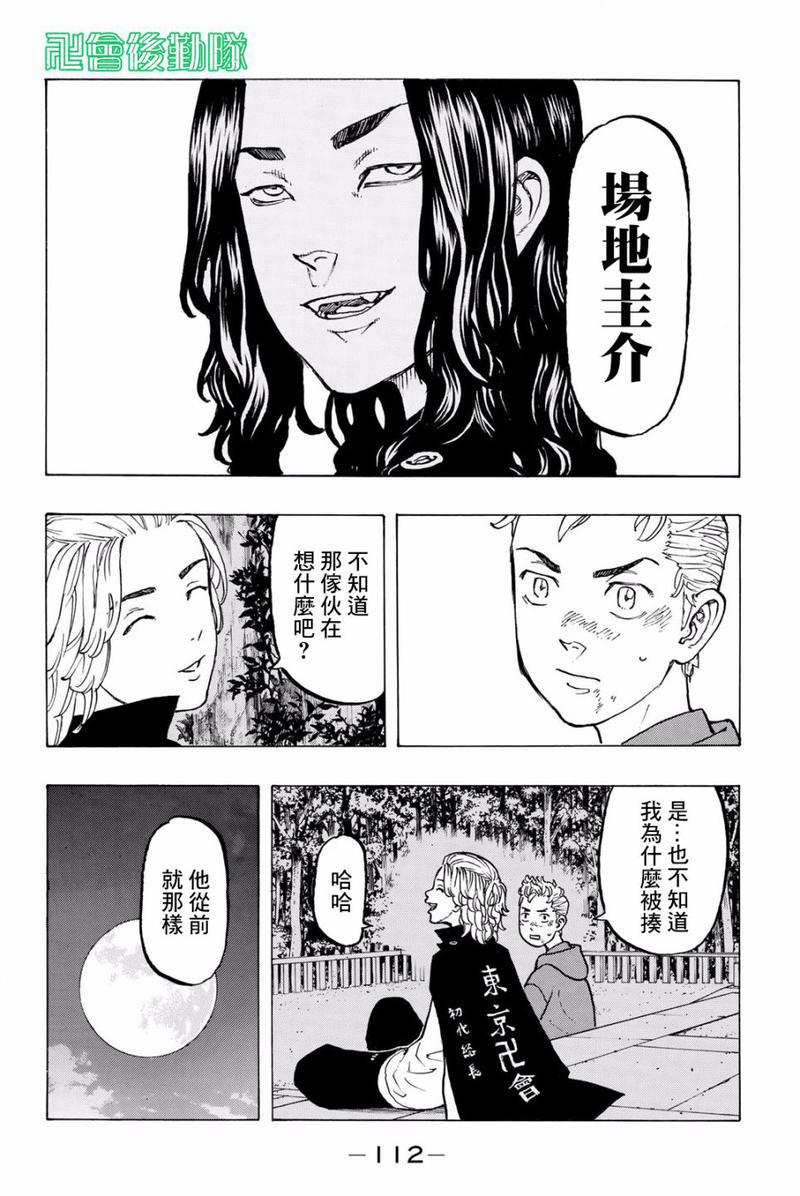 卍會後勤隊
場地圭介
不知道
那傢伙在
想什麼吧?
是…也不知道
我為什麼被揍
哈哈
東京卍會
初代総長
他從前
就那樣
—112—